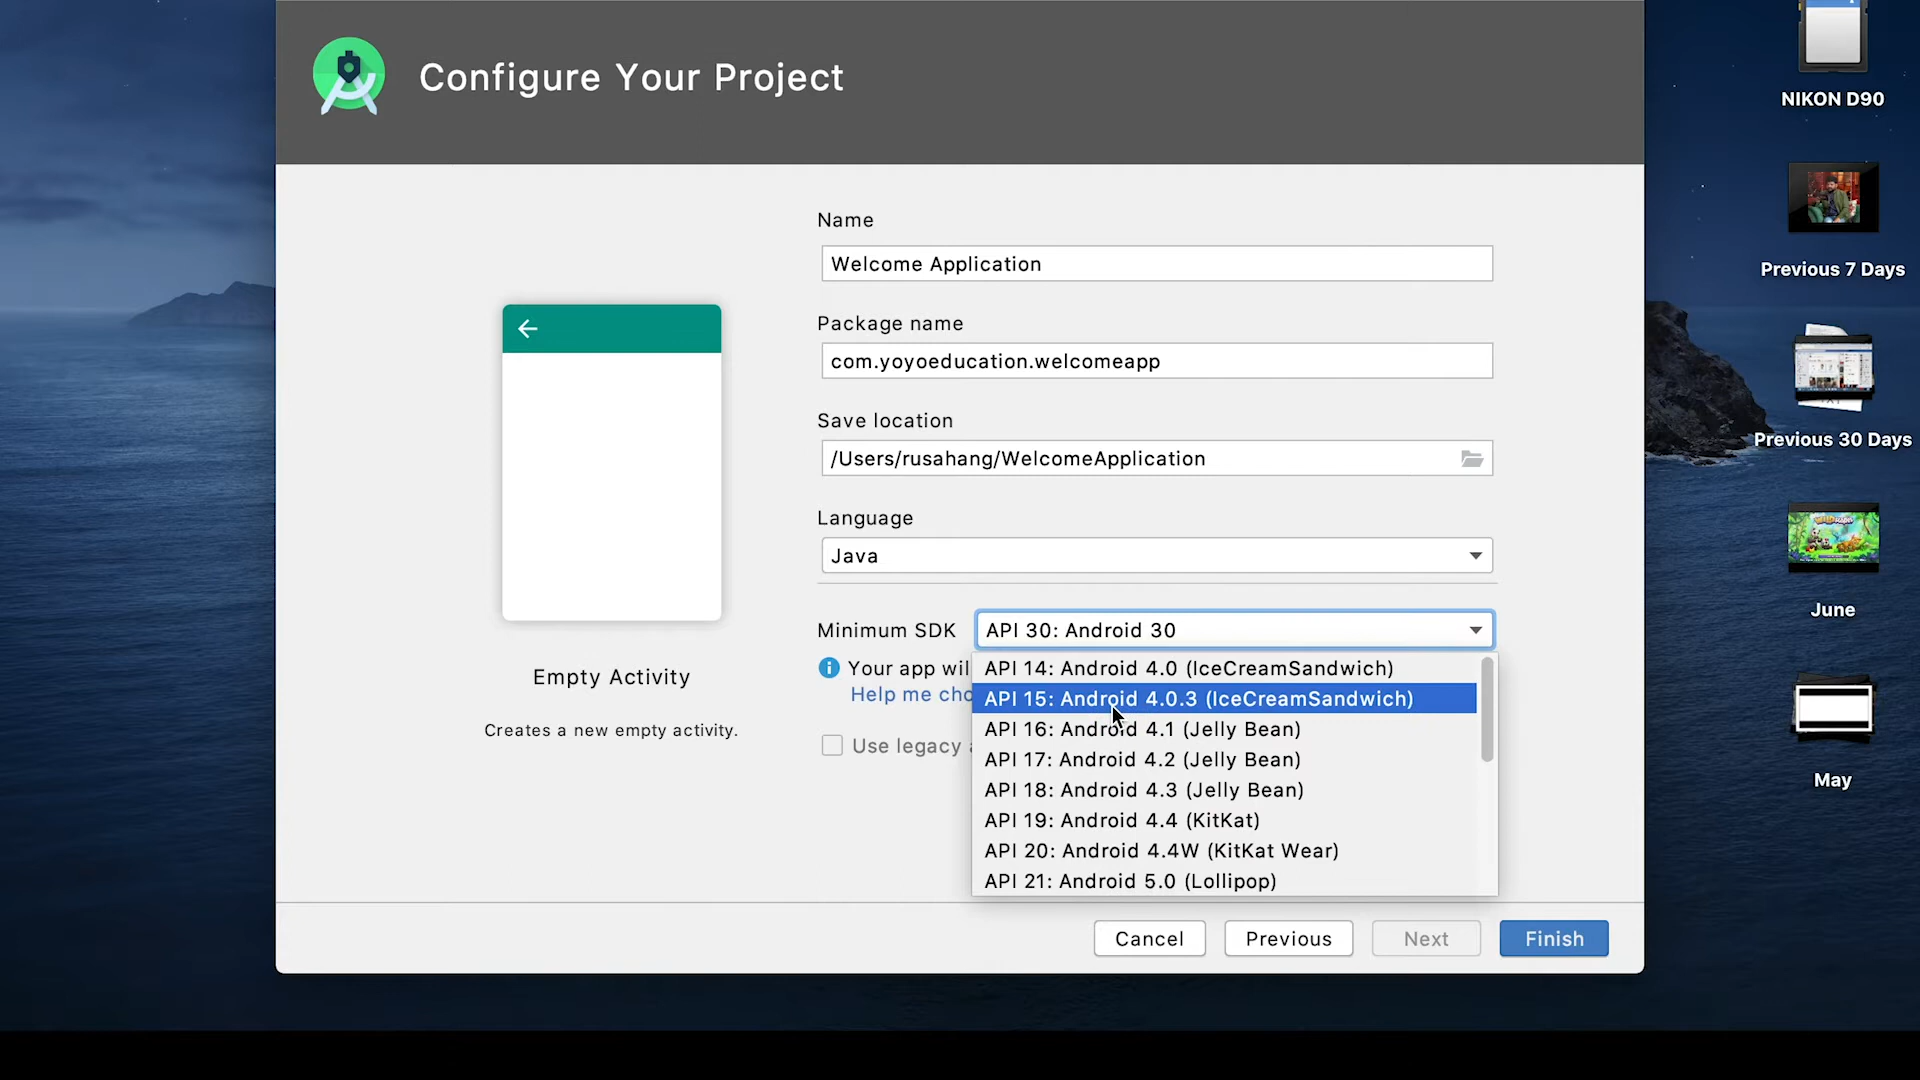 Configure Your Project
NIKON D90
Name
Welcome Application
Previous 7 Days
Package name
com.yoyoeducation.welcomeapp
Save location
/Users/rusahang/WelcomeApplication
Previous 30 Days
Language
Java
June
Minimum SDK
API 30: Android 30
Your app wil
Help me cho
Use legacy
API 14: Android 4.0 (IceCreamSandwich)
API 15: Android 4.0.3 (IceCreamSandwich)
API 16: Android 4.1 (Jelly Bean)
API 17: Android 4.2 (Jelly Bean)
API 18: Android 4.3 (Jelly Bean)
API 19: Android 4.4 (KitKat)
API 20: Android 4.4W (KitKat Wear)
API 21: Android 5.0 (Lollipop)
Empty Activity
Creates a new empty activity.
May
Cancel
Previous
Next
Finish